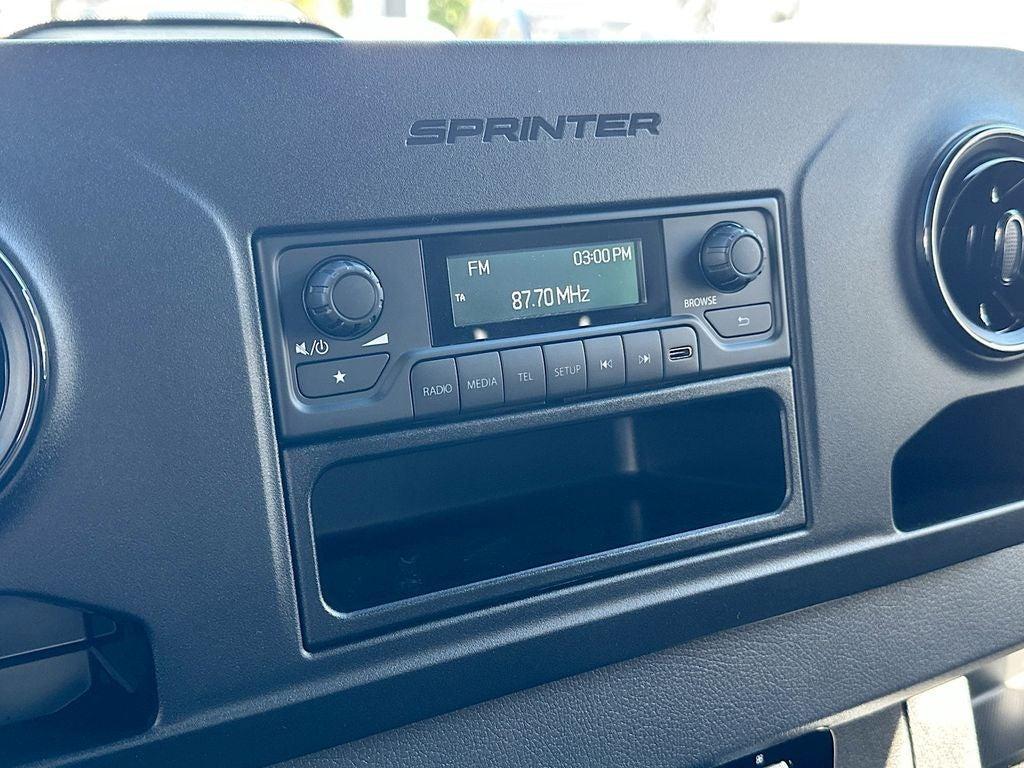 SPRINTER
FM 03:00 PM
TA 87.70 MHz
BROWSE
RADIO MEDIA TEL SETUP